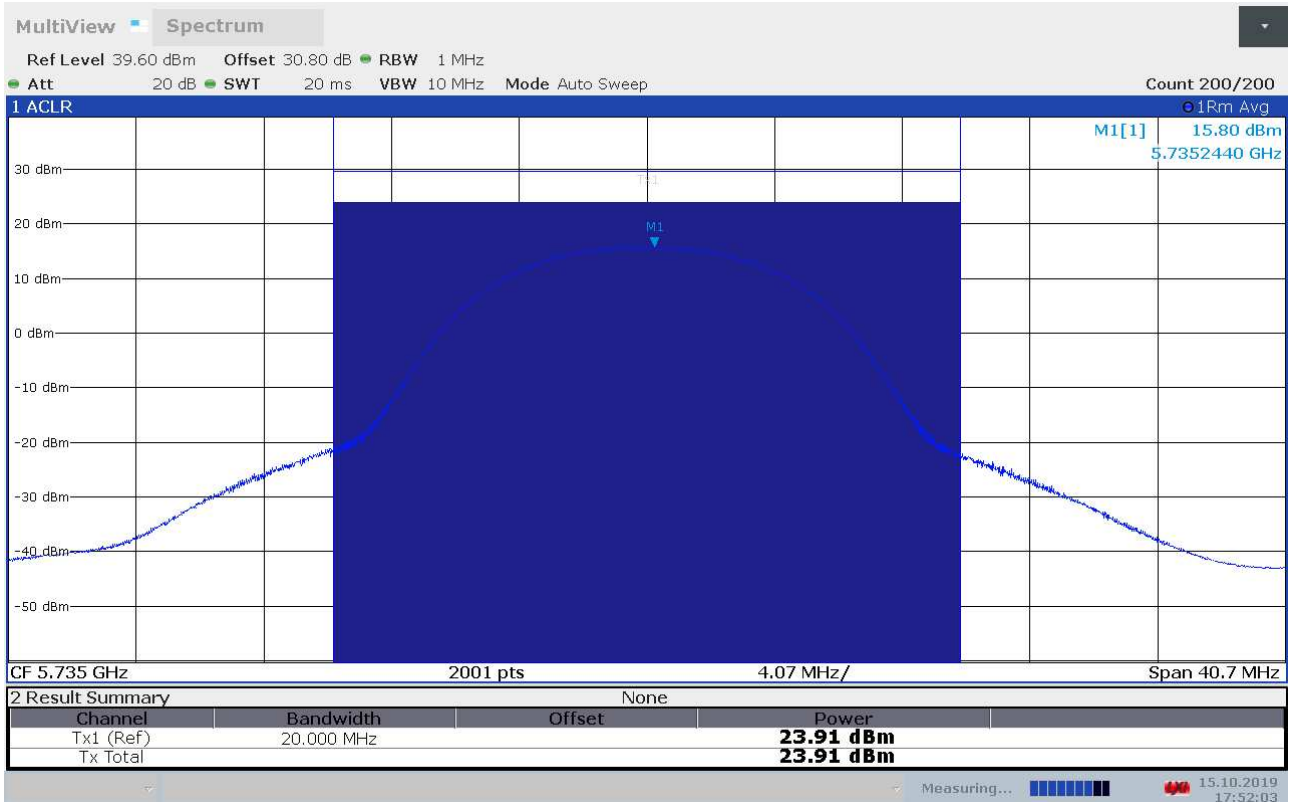 MultiView Spectrum
Ref Level 39.60 dBm Offset 30.80 dB RBW 1 MHz
Att 20 dB SWT 20 ms VBW 10 MHz Mode Auto Sweep Count 200/200
1 ACLR 1Rm Avg
M1[1] 15.80 dBm
5.7352440 GHz
30 dBm
Tx1
20 dBm
M1
10 dBm
0 dBm
-10 dBm
-20 dBm
-30 dBm
-40 dBm
-50 dBm
CF 5.735 GHz 2001 pts 4.07 MHz/ Span 40.7 MHz
2 Result Summary None
Channel Bandwidth Offset Power
Tx1 (Ref) 20.000 MHz 23.91 dBm
Tx Total 23.91 dBm
Measuring... 15.10.2019
17:52:03